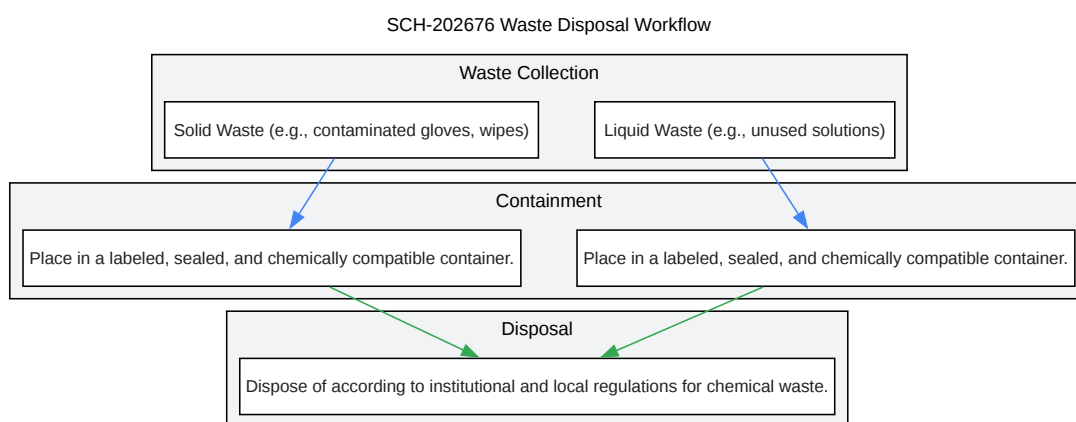 SCH-202676 Waste Disposal Workflow
Waste Collection
Solid Waste (e.g., contaminated gloves, wipes)
Liquid Waste (e.g., unused solutions)
Containment
Place in a labeled, sealed, and chemically compatible container.
Place in a labeled, sealed, and chemically compatible container.
Disposal
Dispose of according to institutional and local regulations for chemical waste.